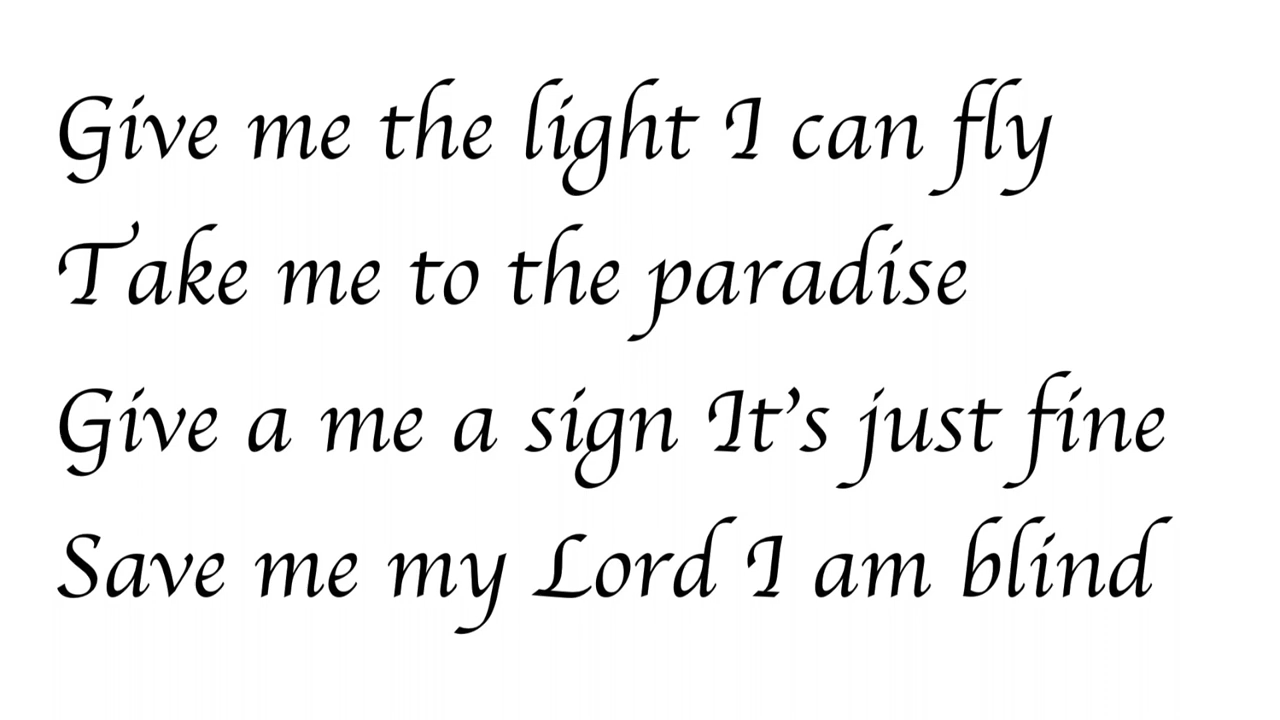 Give me the light I can fly
Take me to the paradise
Give a me a sign It's just fine
Save me my Lord I am blind